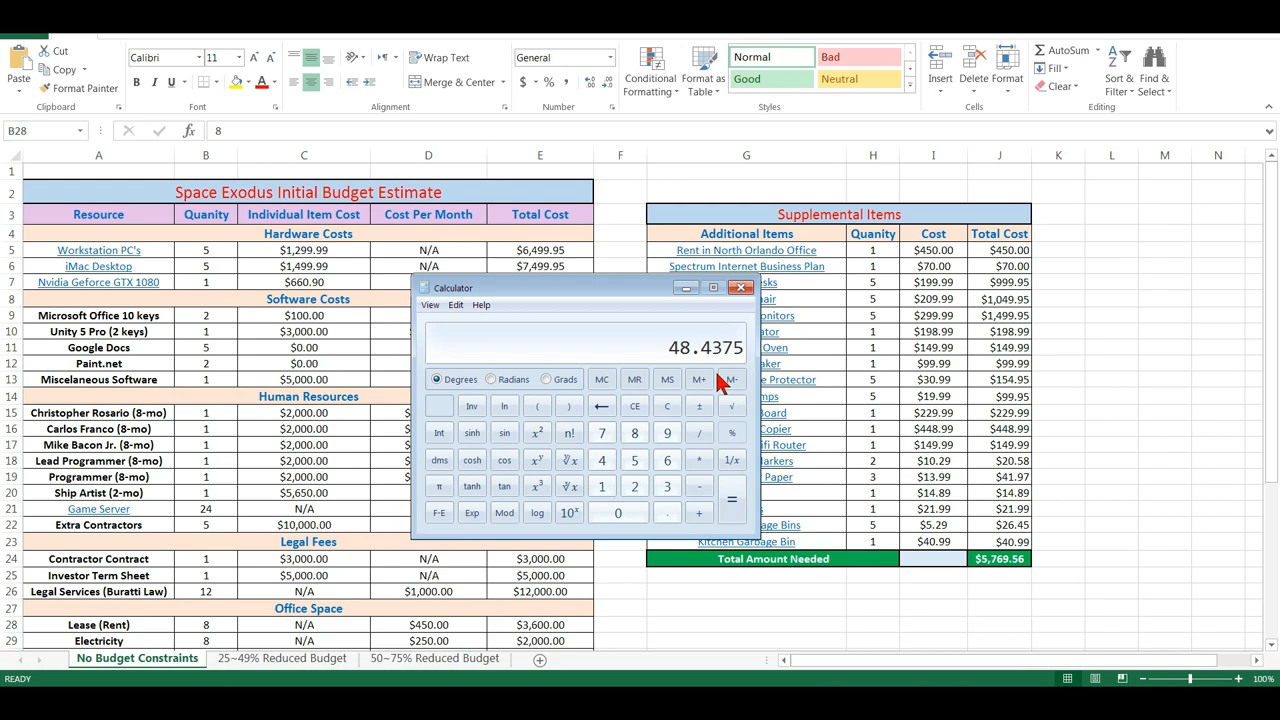 Cut
Copy
Format Painter
Paste
Clipboard
Calibri 11
B I U
Font
Wrap Text
Merge & Center
Alignment
General
$ % ,
Number
Conditional Formatting
Format as Table
Normal Bad
Good Neutral
Styles
Insert Delete Format
Cells
AutoSum
Fill
Clear
Sort & Filter
Find & Select
Editing
B28 fx 8
A B C D E F G H I J K L M N
1
2 Space Exodus Initial Budget Estimate
3 Resource Quanity Individual Item Cost Cost Per Month Total Cost Supplemental Items
4 Hardware Costs Additional Items Quanity Cost Total Cost
5 Workstation PC's 5 $1,299.99 N/A $6,499.95 Rent in North Orlando Office 1 $450.00 $450.00
6 iMac Desktop 5 $1,499.99 N/A $7,499.95 Spectrum Internet Business Plan 1 $70.00 $70.00
7 Nvidia Geforce GTX 1080 1 $660.90 esks 5 $199.99 $999.95
8 Software Costs air 5 $209.99 $1,049.95
9 Microsoft Office 10 keys 2 $100.00 onitors 5 $299.99 $1,499.95
10 Unity 5 Pro (2 keys) 1 $3,000.00 ator 1 $198.99 $198.99
11 Google Docs 5 $0.00 Oven 1 $79.99 $79.99
12 Paint.net 2 $0.00 aker 1 $99.99 $99.99
13 Miscelaneous Software 1 $5,000.00 e Protector 5 $30.99 $154.95
14 Human Resources mps 5 $19.99 $99.95
15 Christopher Rosario (8-mo) 1 $2,000.00 Board 1 $229.99 $229.99
16 Carlos Franco (8-mo) 1 $2,000.00 Copier 1 $448.99 $448.99
17 Mike Bacon Jr. (8-mo) 1 $2,000.00 ifi Router 1 $149.99 $149.99
18 Lead Programmer (8-mo) 1 $2,000.00 arkers 2 $10.29 $20.58
19 Programmer (8-mo) 1 $2,000.00 Paper 3 $13.99 $41.97
20 Ship Artist (2-mo) 1 $5,650.00 1 $14.89 $14.89
21 Game Server 24 N/A 1 $21.99 $21.99
22 Extra Contractors 5 $10,000.00 age Bins 5 $5.29 $26.45
23 Legal Fees Kitchen Garbage Bin 1 $40.99 $40.99
24 Contractor Contract 1 $3,000.00 N/A $3,000.00 Total Amount Needed $5,769.56
25 Investor Term Sheet 1 $5,000.00 N/A $5,000.00
26 Legal Services (Buratti Law) 12 N/A $1,000.00 $12,000.00
27 Office Space
28 Lease (Rent) 8 N/A $450.00 $3,600.00
29 Electricity 8 N/A $250.00 $2,000.00
Calculator
View Edit Help
48.4375
Degrees Radians Grads MC MR MS M+ M-
Inv ln ( ) ← CE C ± √
Int sinh sin x² n! 7 8 9 / %
dms cosh cos xʸ ʸ√x 4 5 6 * 1/x
π tanh tan x³ ³√x 1 2 3 - =
F-E Exp Mod log 10ˣ 0 . +
No Budget Constraints 25~49% Reduced Budget 50~75% Reduced Budget
READY 100%